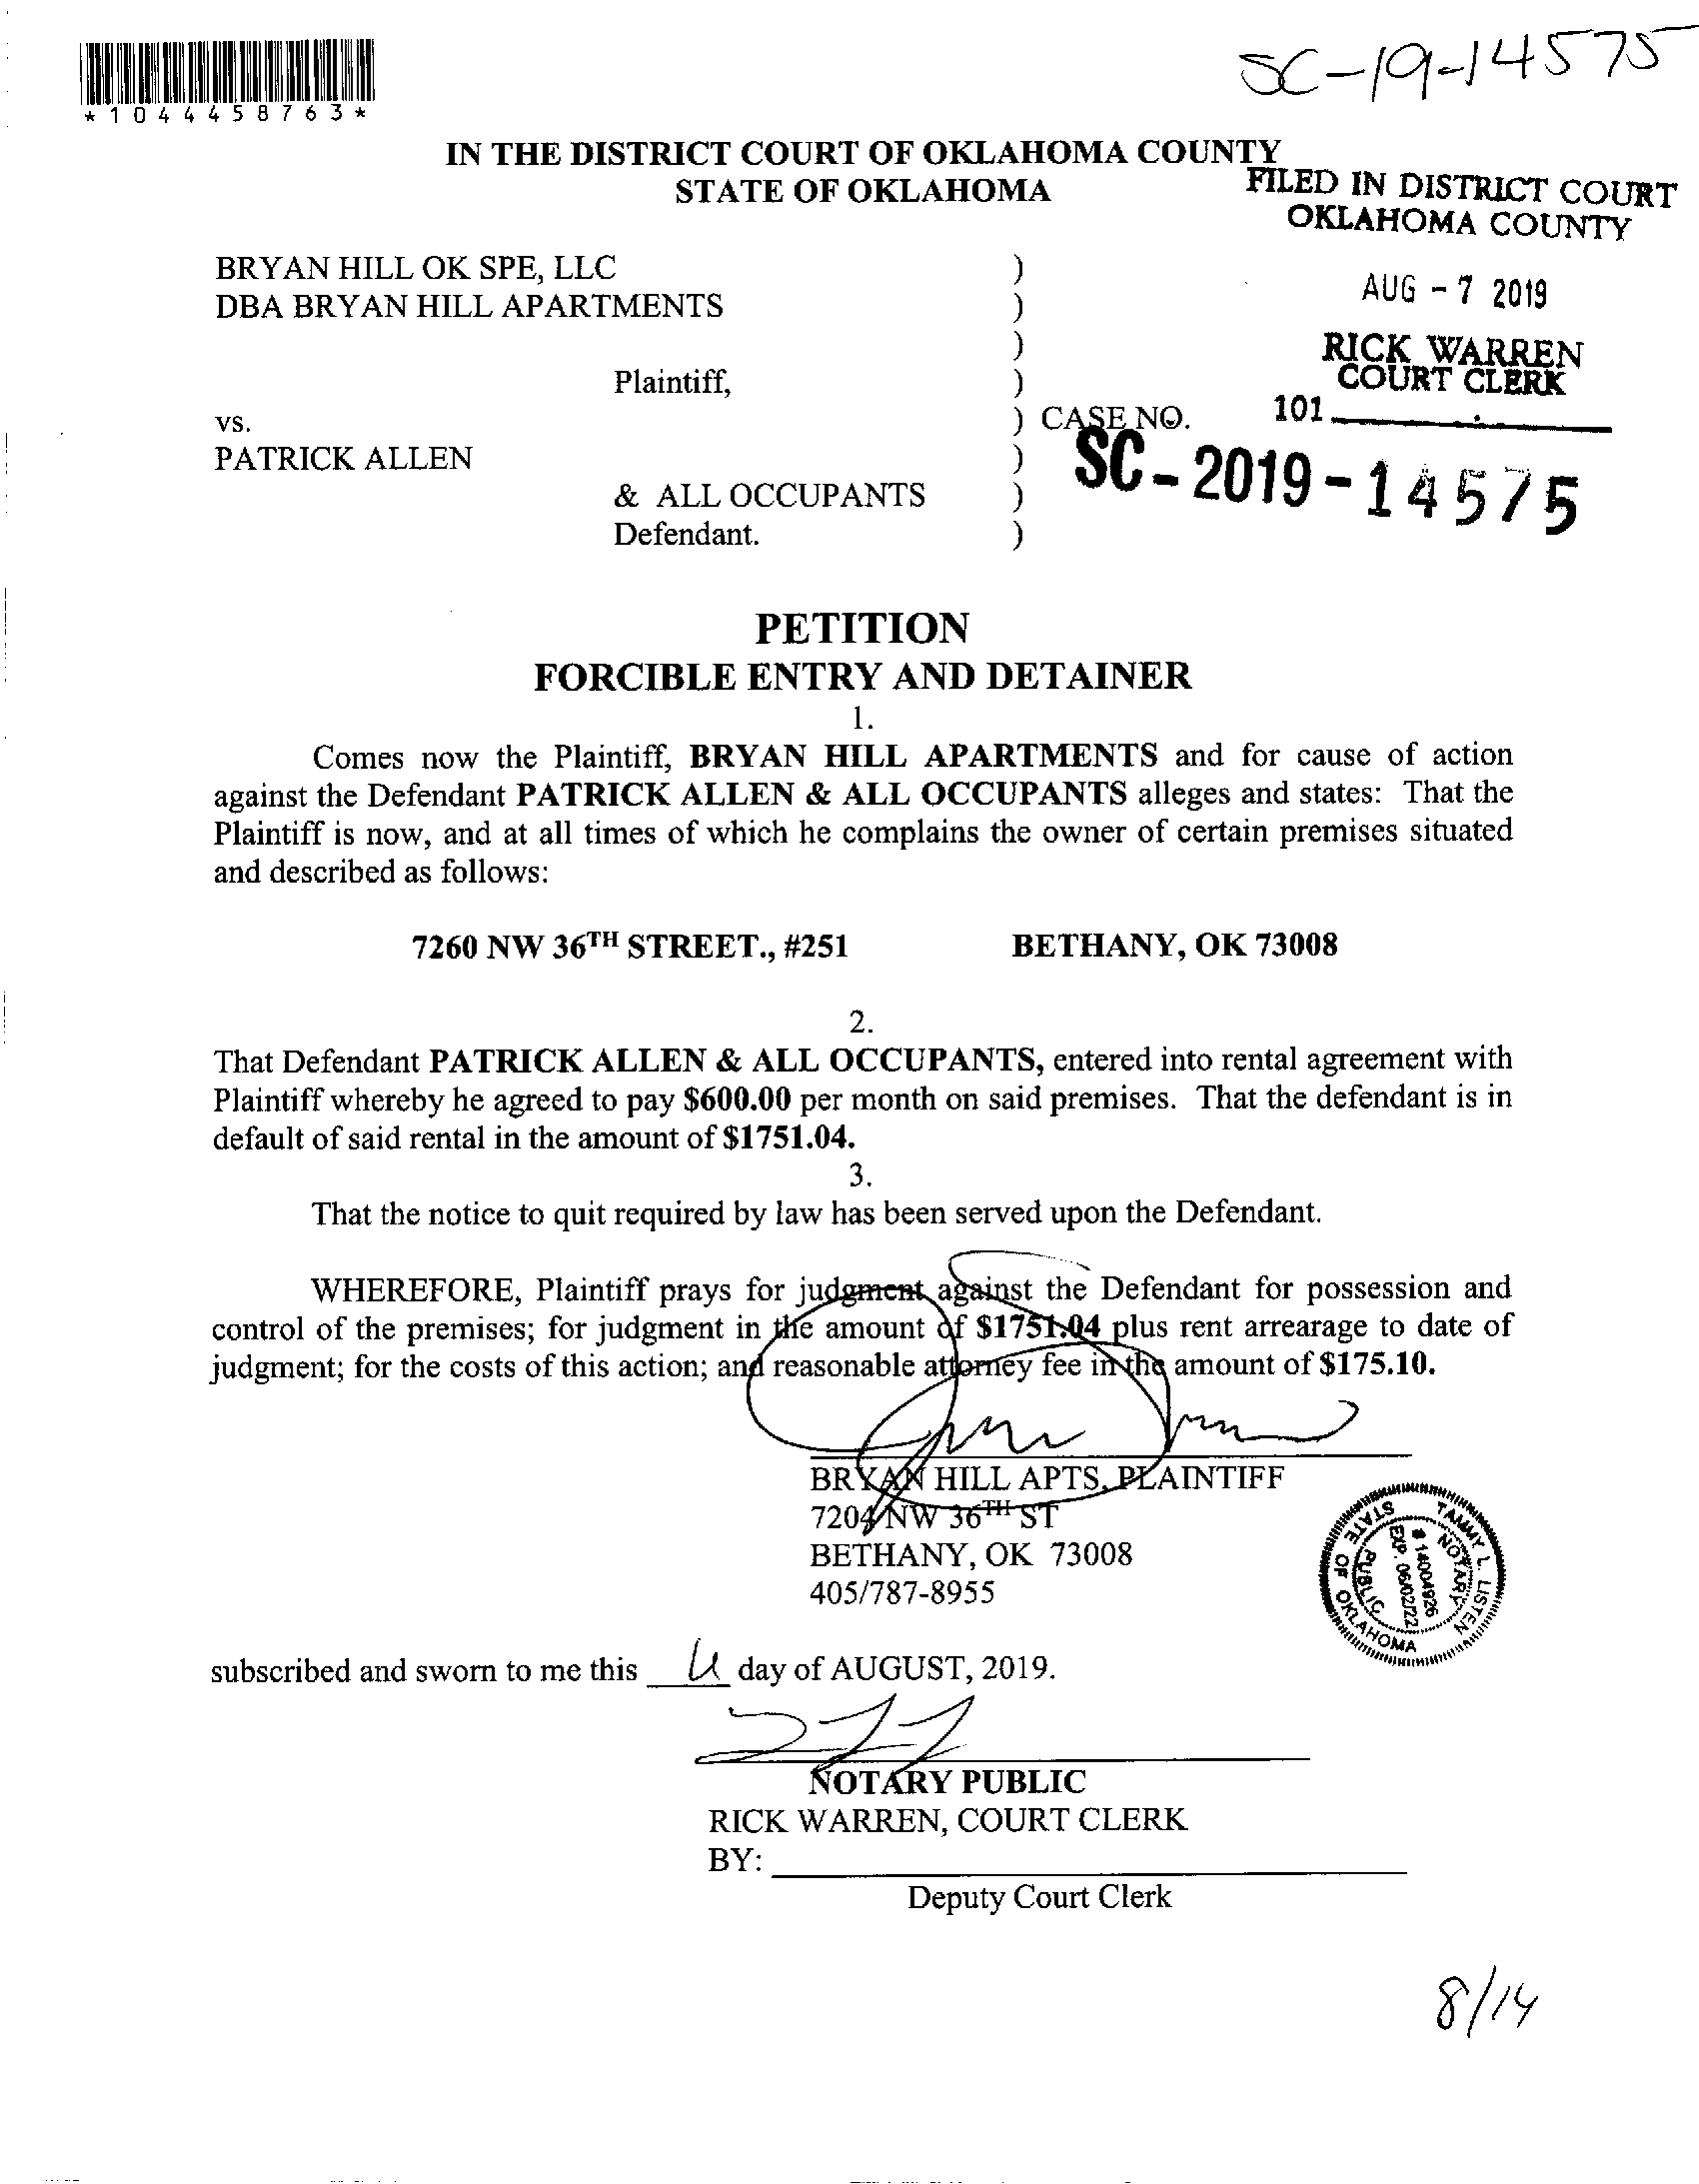 SC-19-14575
*1044458763*
IN THE DISTRICT COURT OF OKLAHOMA COUNTY
STATE OF OKLAHOMA
FILED IN DISTRICT COURT
OKLAHOMA COUNTY
BRYAN HILL OK SPE, LLC )
DBA BRYAN HILL APARTMENTS )
AUG - 7 2019
)
RICK WARREN
COURT CLERK
Plaintiff, )
101
vs. ) CASE NO.
SC-2019-14575
PATRICK ALLEN )
& ALL OCCUPANTS )
Defendant. )
PETITION
FORCIBLE ENTRY AND DETAINER
1.
Comes now the Plaintiff, BRYAN HILL APARTMENTS and for cause of action
against the Defendant PATRICK ALLEN & ALL OCCUPANTS alleges and states: That the
Plaintiff is now, and at all times of which he complains the owner of certain premises situated
and described as follows:
7260 NW 36TH STREET., #251 BETHANY, OK 73008
2.
That Defendant PATRICK ALLEN & ALL OCCUPANTS, entered into rental agreement with
Plaintiff whereby he agreed to pay $600.00 per month on said premises. That the defendant is in
default of said rental in the amount of $1751.04.
3.
That the notice to quit required by law has been served upon the Defendant.
WHEREFORE, Plaintiff prays for judgment against the Defendant for possession and
control of the premises; for judgment in the amount of $1751.04 plus rent arrearage to date of
judgment; for the costs of this action; and reasonable attorney fee in the amount of $175.10.
BRYAN HILL APTS, PLAINTIFF
7204 NW 36TH ST
BETHANY, OK 73008
405/787-8955
TAMMY L. LISTEN
NOTARY
# 14004926
EXP. 06/02/22
PUBLIC
STATE OF OKLAHOMA
subscribed and sworn to me this day of AUGUST, 2019.
NOTARY PUBLIC
RICK WARREN, COURT CLERK
BY:
Deputy Court Clerk
8/14